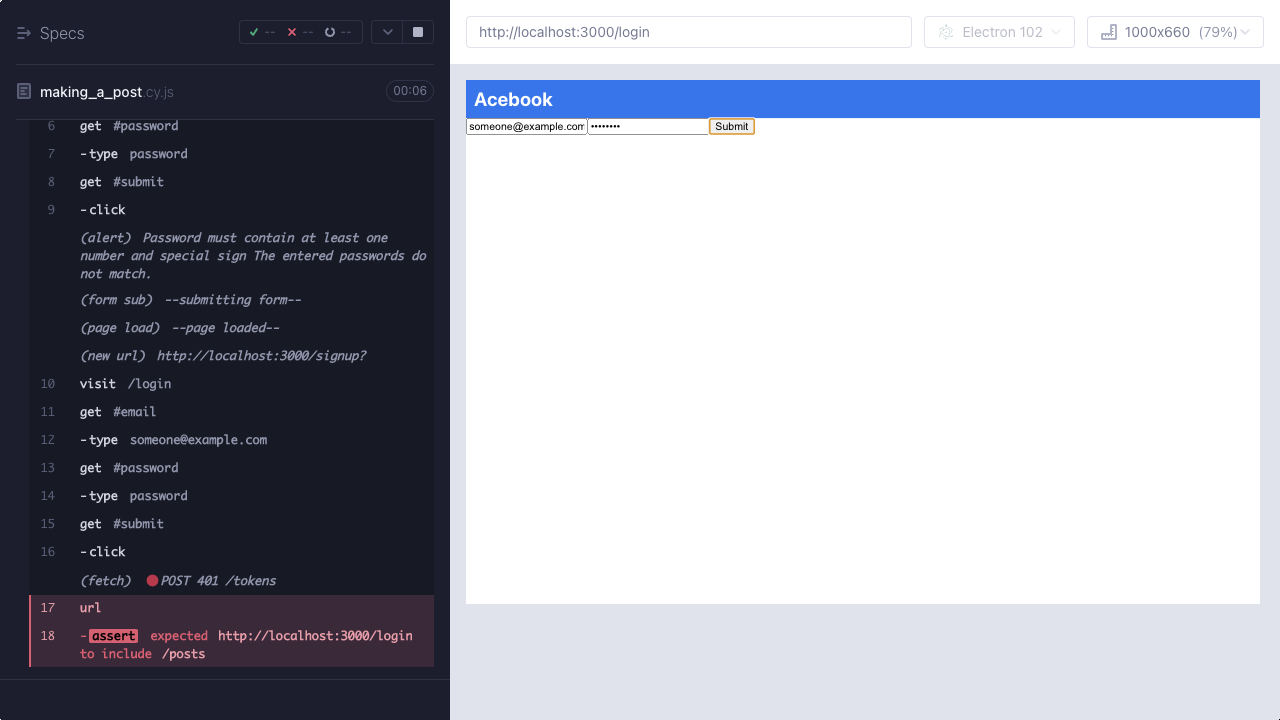 Specs
--
--
--
making_a_post.cy.js
00:06
6 get #password
7 -type password
8 get #submit
9 -click
(alert) Password must contain at least one
number and special sign The entered passwords do
not match.
(form sub) --submitting form--
(page load) --page loaded--
(new url) http://localhost:3000/signup?
10 visit /login
11 get #email
12 -type someone@example.com
13 get #password
14 -type password
15 get #submit
16 -click
(fetch) POST 401 /tokens
17 url
18 -assert expected http://localhost:3000/login
to include /posts
http://localhost:3000/login
Electron 102
1000x660 (79%)
Acebook
someone@example.com
••••••••
Submit